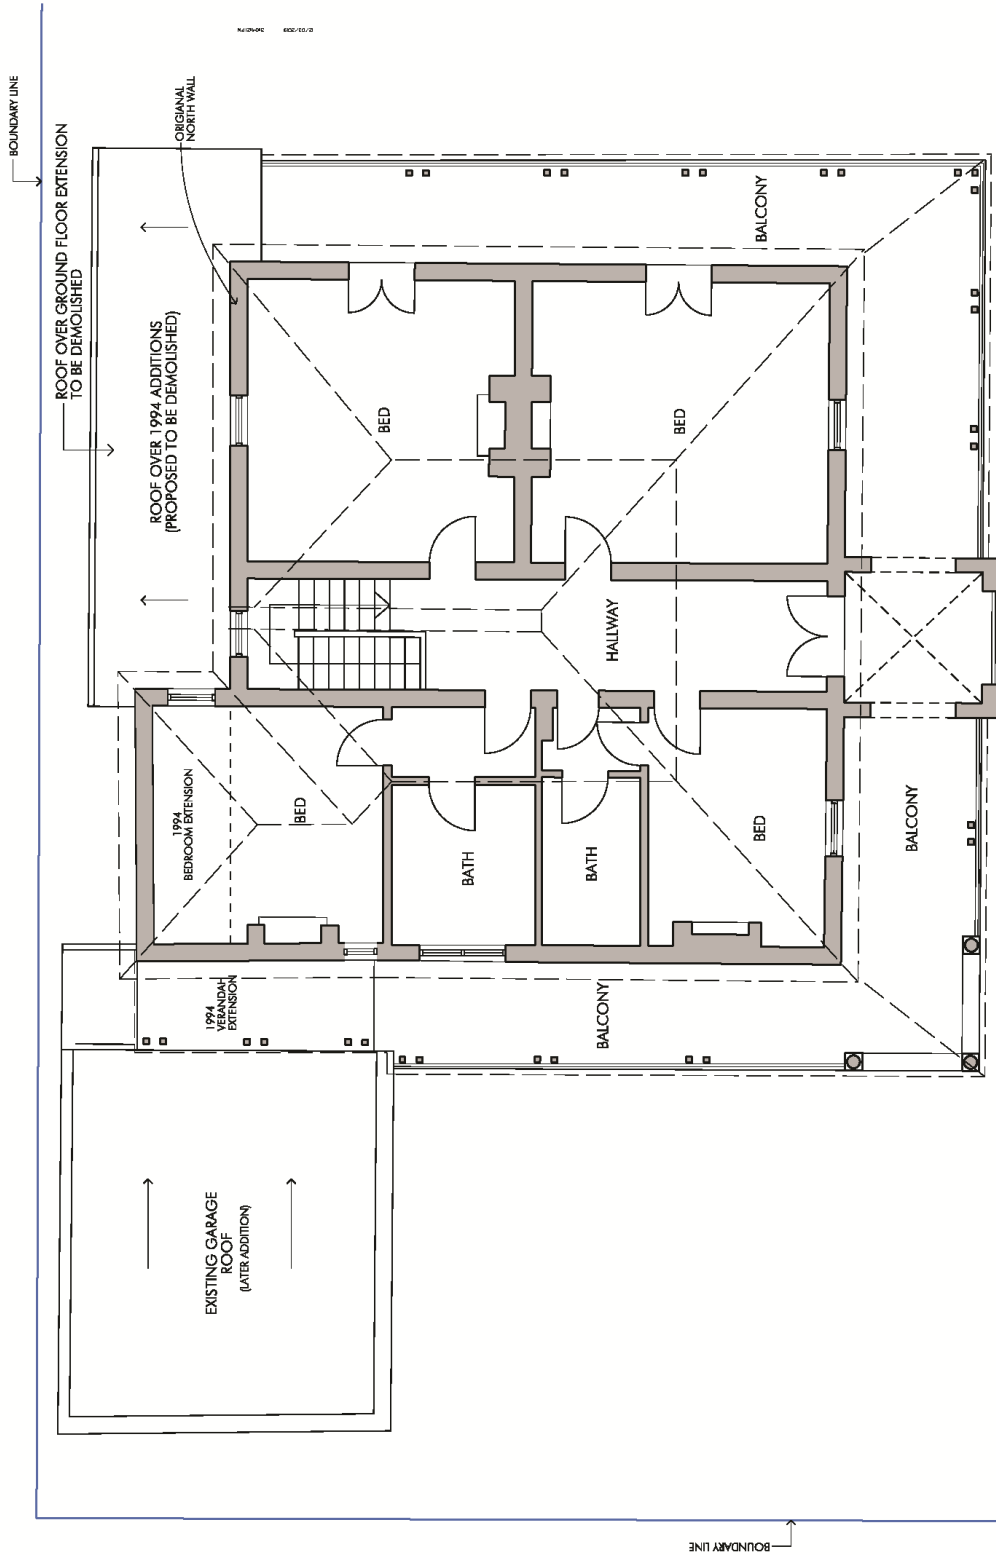 BOUNDARY LINE
ROOF OVER GROUND FLOOR EXTENSION
TO BE DEMOLISHED
ORIGIANAL
NORTH WALL
ROOF OVER 1994 ADDITIONS
(PROPOSED TO BE DEMOLISHED)
BALCONY
BED
BED
HALLWAY
1994
BEDROOM EXTENSION
BED
BATH
BATH
BED
BALCONY
1994
VERANDAH
EXTENSION
BALCONY
EXISTING GARAGE
ROOF
(LATER ADDITION)
BOUNDARY LINE